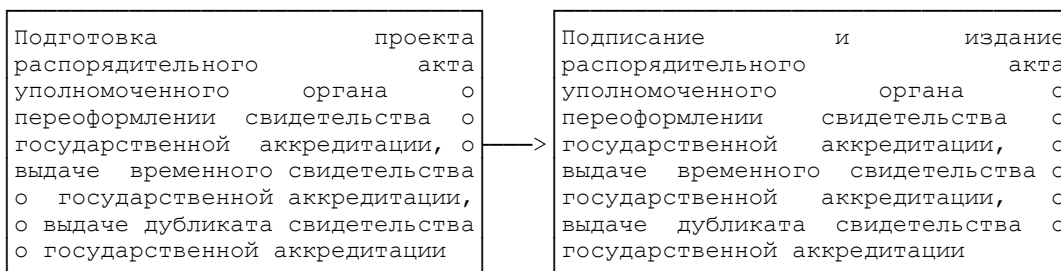 Подготовка проекта
распорядительного акта
уполномоченного органа о
переоформлении свидетельства о
государственной аккредитации, о
выдаче временного свидетельства
о государственной аккредитации,
о выдаче дубликата свидетельства
о государственной аккредитации
Подписание и издание
распорядительного акта
уполномоченного органа о
переоформлении свидетельства о
государственной аккредитации, о
выдаче временного свидетельства о
государственной аккредитации, о
выдаче дубликата свидетельства о
государственной аккредитации